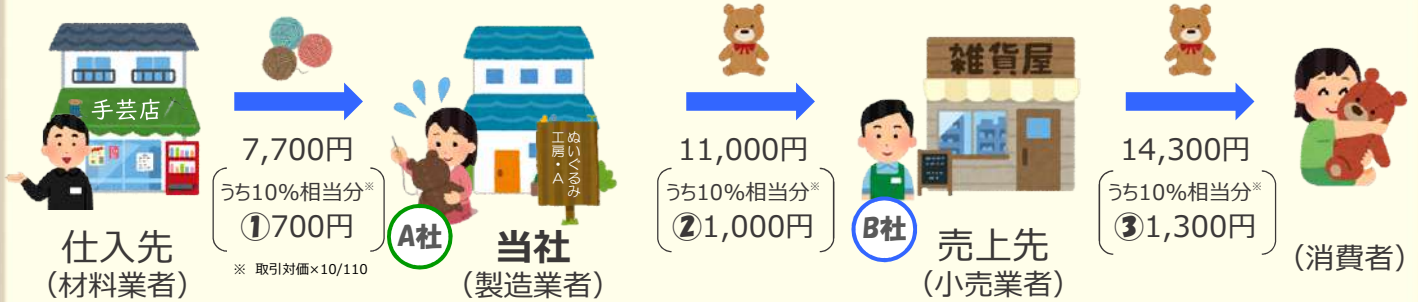 手芸店
7,700円
うち10%相当分※
①700円
※ 取引対価×10/110
仕入先
(材料業者)
ぬいぐるみ
工房・A
A社
当社
(製造業者)
11,000円
うち10%相当分※
②1,000円
雑貨屋
B社
売上先
(小売業者)
14,300円
うち10%相当分※
③1,300円
(消費者)